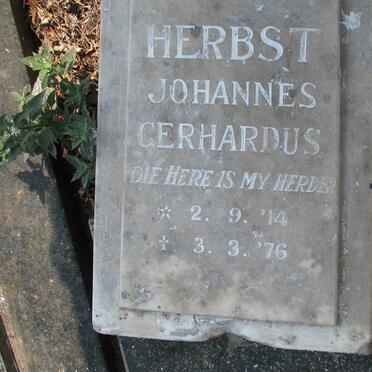 HERBST
JOHANNES
GERHARDUS
DIE HERE IS MY HERDER
* 2. 9. '14
† 3. 3. '76